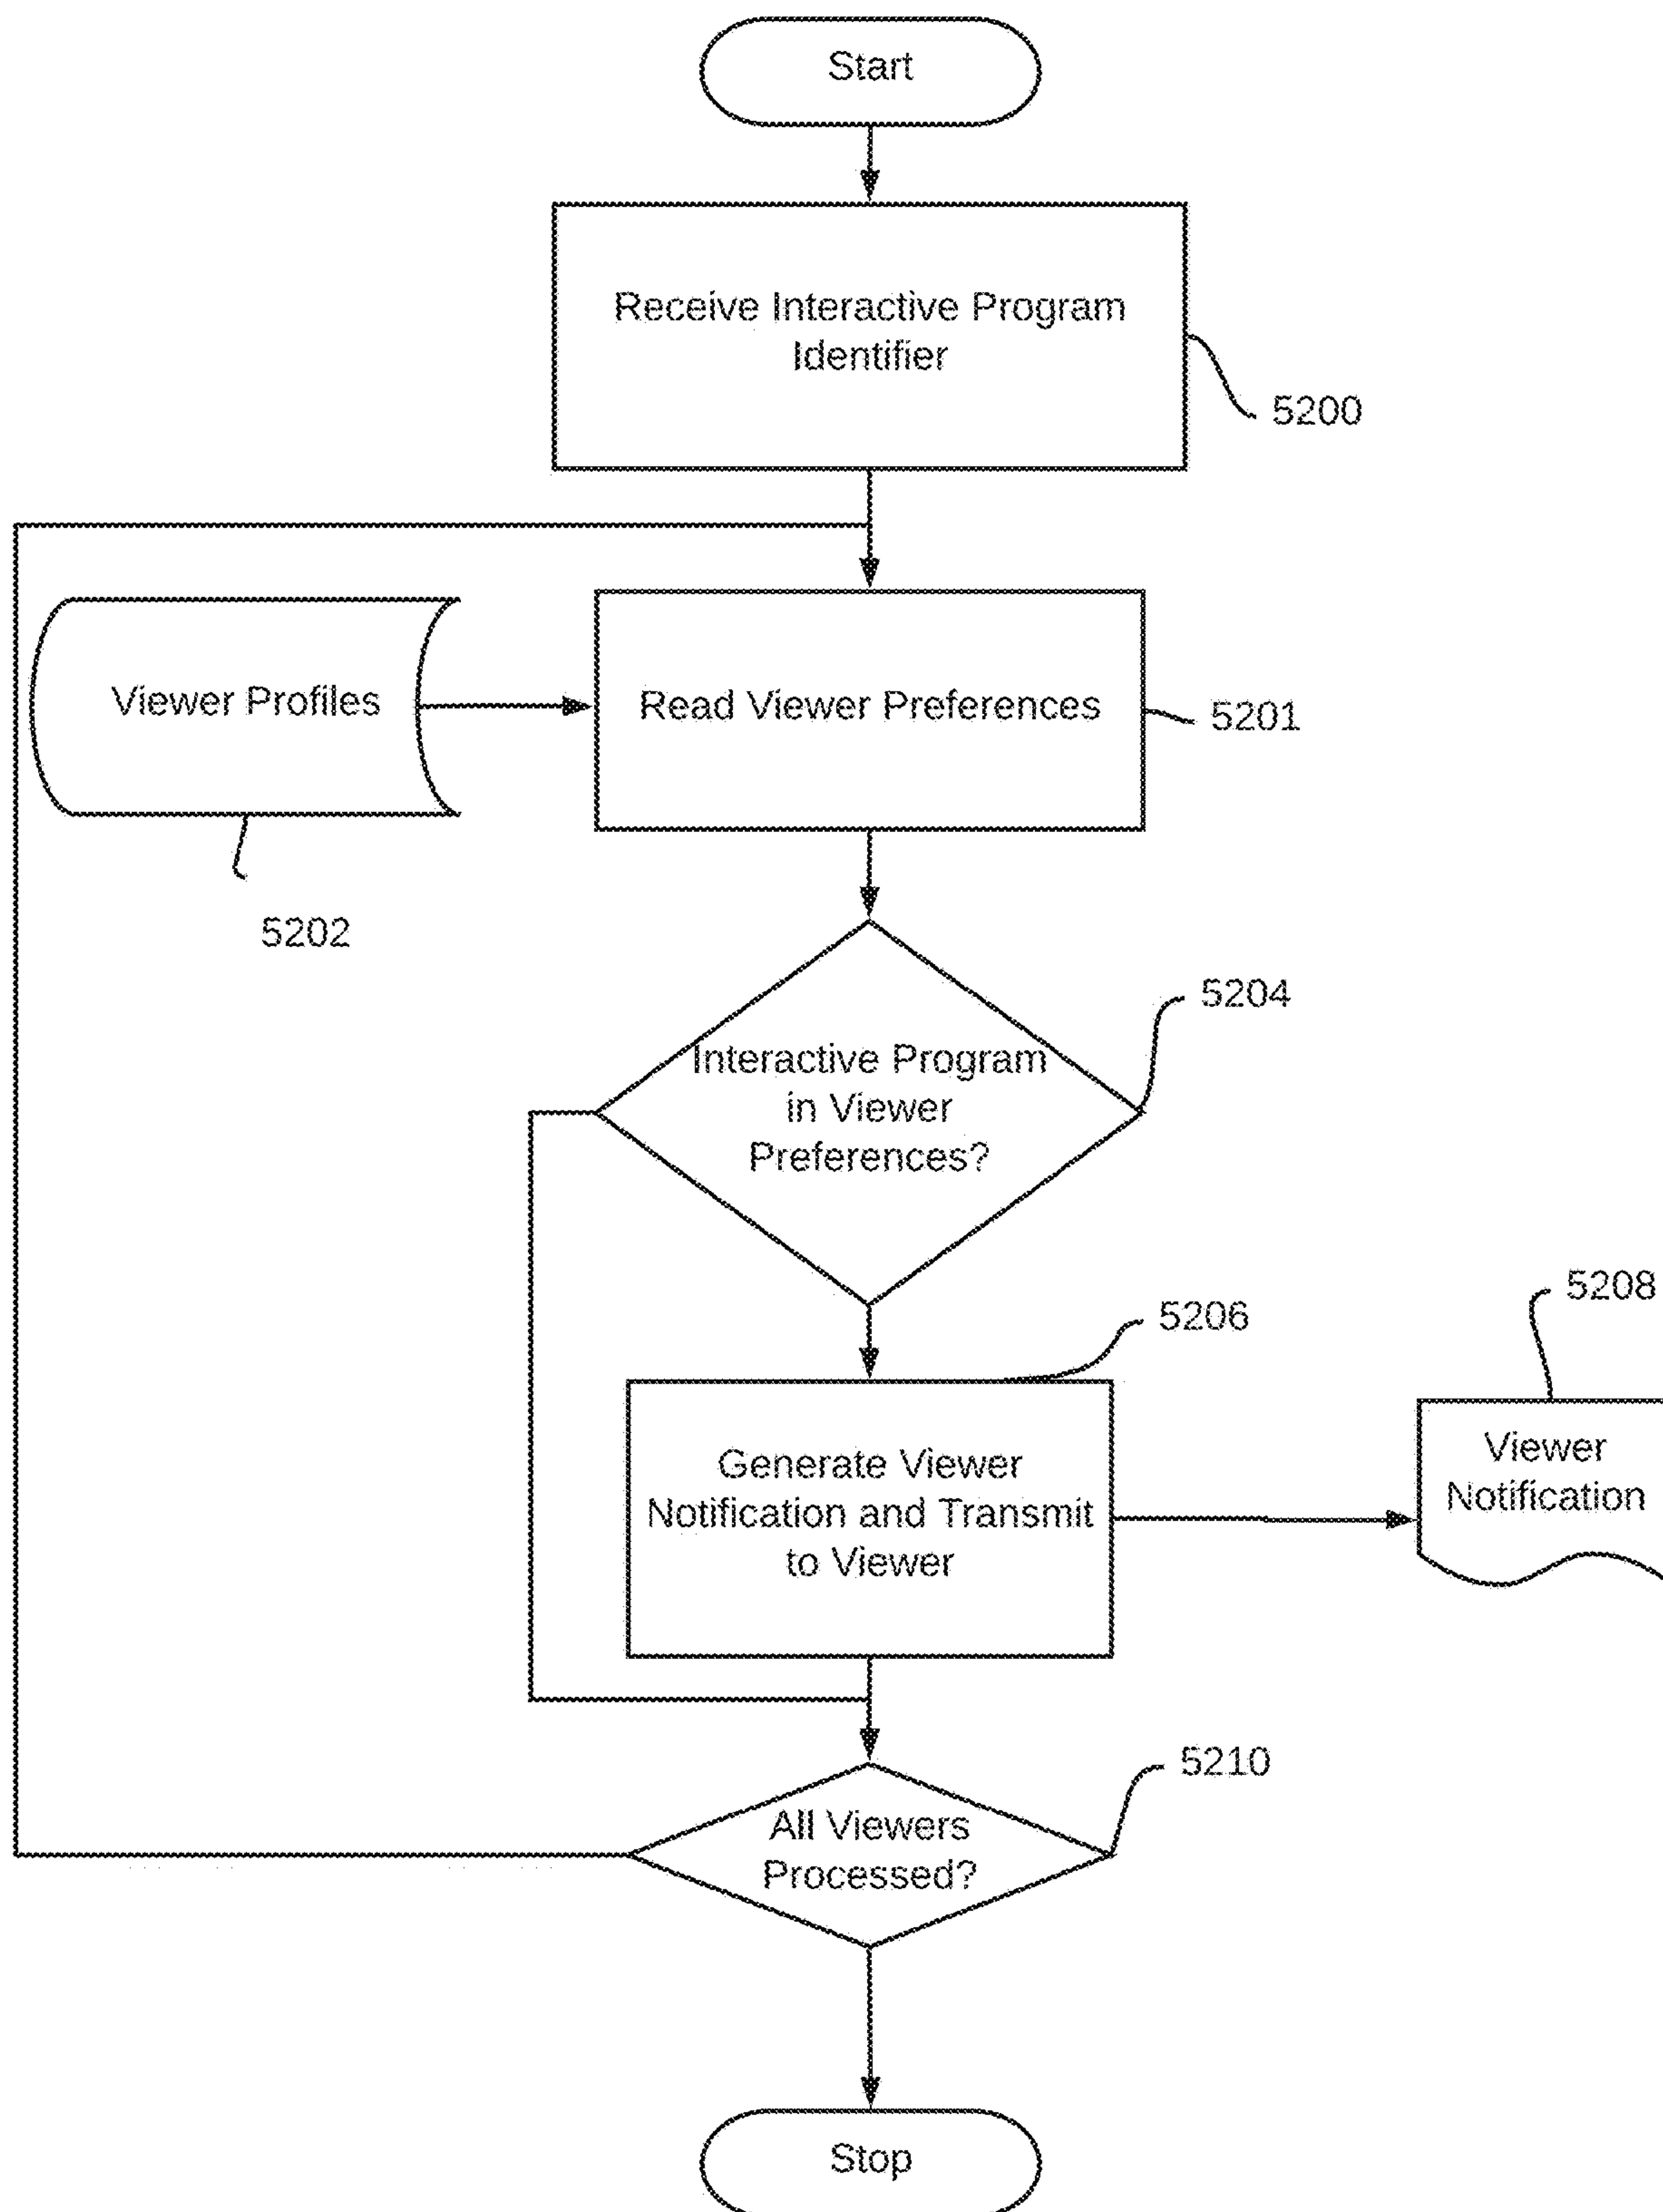 Start
Receive Interactive Program
Identifier
5200
Viewer Profiles
Read Viewer Preferences
5201
5202
5204
Interactive Program
in Viewer
Preferences?
5206
5208
Generate Viewer
Notification and Transmit
to Viewer
Viewer
Notification
5210
All Viewers
Processed?
Stop